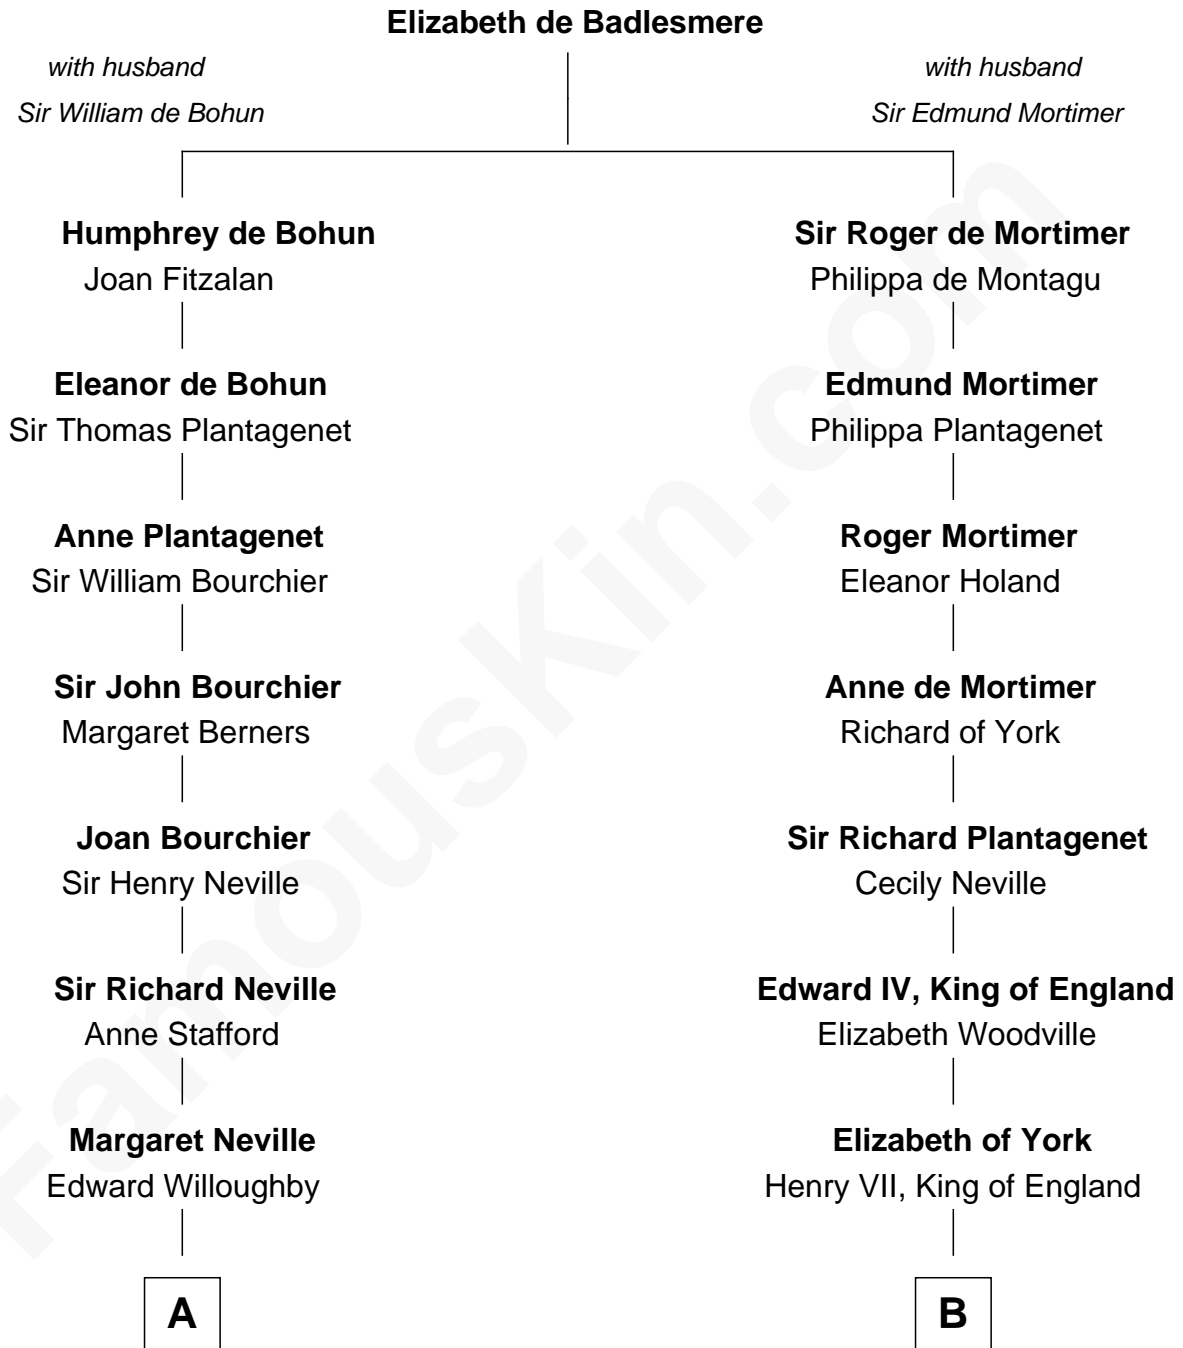 Elizabeth de Badlesmere
with husband
Sir William de Bohun
with husband
Sir Edmund Mortimer
Humphrey de Bohun
Joan Fitzalan
Eleanor de Bohun
Sir Thomas Plantagenet
Anne Plantagenet
Sir William Bourchier
Sir John Bourchier
Margaret Berners
Joan Bourchier
Sir Henry Neville
Sir Richard Neville
Anne Stafford
Margaret Neville
Edward Willoughby
A
Sir Roger de Mortimer
Philippa de Montagu
Edmund Mortimer
Philippa Plantagenet
Roger Mortimer
Eleanor Holand
Anne de Mortimer
Richard of York
Sir Richard Plantagenet
Cecily Neville
Edward IV, King of England
Elizabeth Woodville
Elizabeth of York
Henry VII, King of England
B
FamousKin.com